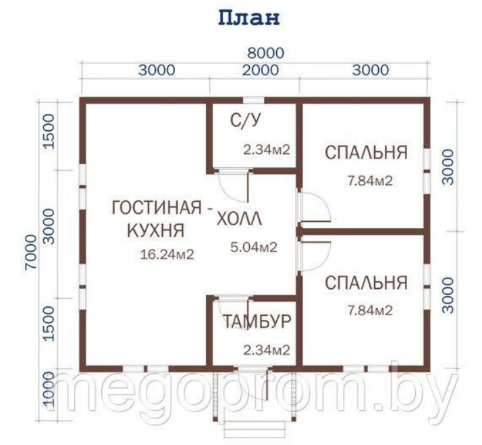 План
8000
3000
2000
3000
1500
3000
1500
1000
7000
С/У
2.34м2
СПАЛЬНЯ
7.84м2
ГОСТИНАЯ -
КУХНЯ
16.24м2
ХОЛЛ
5.04м2
СПАЛЬНЯ
7.84м2
ТАМБУР
2.34м2
3000
3000
megoprom.by